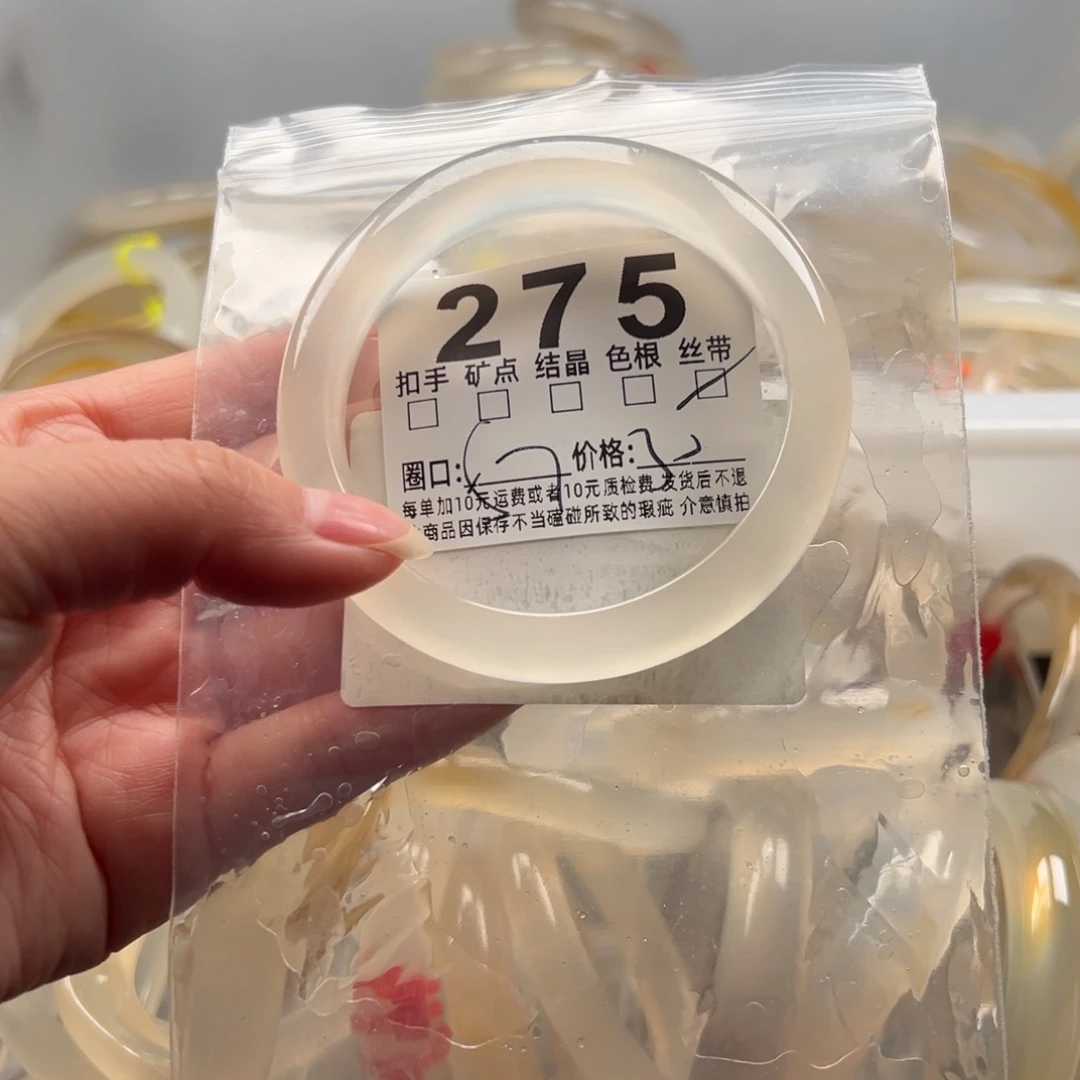 275
扣手 矿点 结晶 色根 丝带
圈口: 价格:
每单加10元运费或者10元质检费 发货后不退
商品因保存不当磕碰所致的瑕疵 介意慎拍